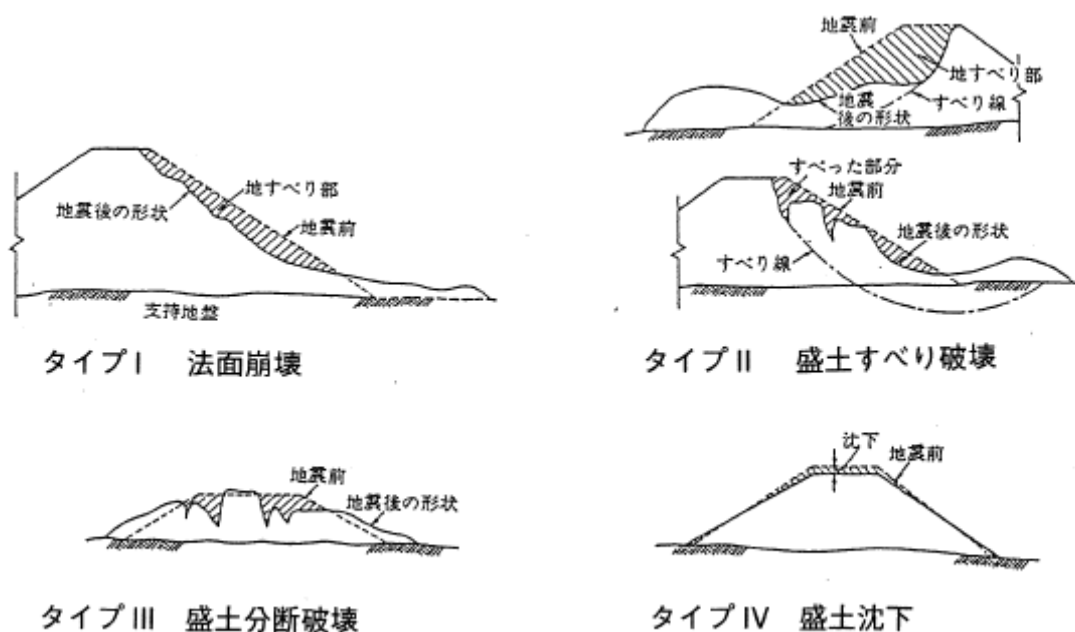 地震前
地すべり部
すべり線
地震
後の形状
地すべり部
地震後の形状
地震前
支持地盤
タイプI 法面崩壊
すべった部分
地震前
地震後の形状
すべり線
タイプII 盛土すべり破壊
地震前
地震後の形状
タイプIII 盛土分断破壊
沈下
地震前
タイプIV 盛土沈下